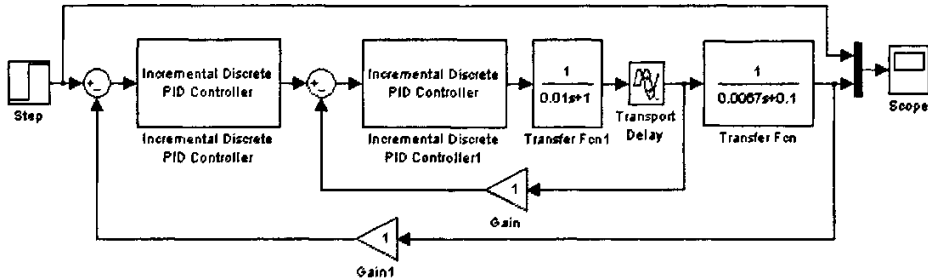 Step
Incremental Discrete
PID Controller
Incremental Discrete
PID Controller
Incremental Discrete
PID Controller
Incremental Discrete
PID Controller1
1
0.01s+1
Transfer Fcn1
Transport
Delay
1
0.0067s+0.1
Transfer Fcn
Scope
1
Gain
1
Gain1